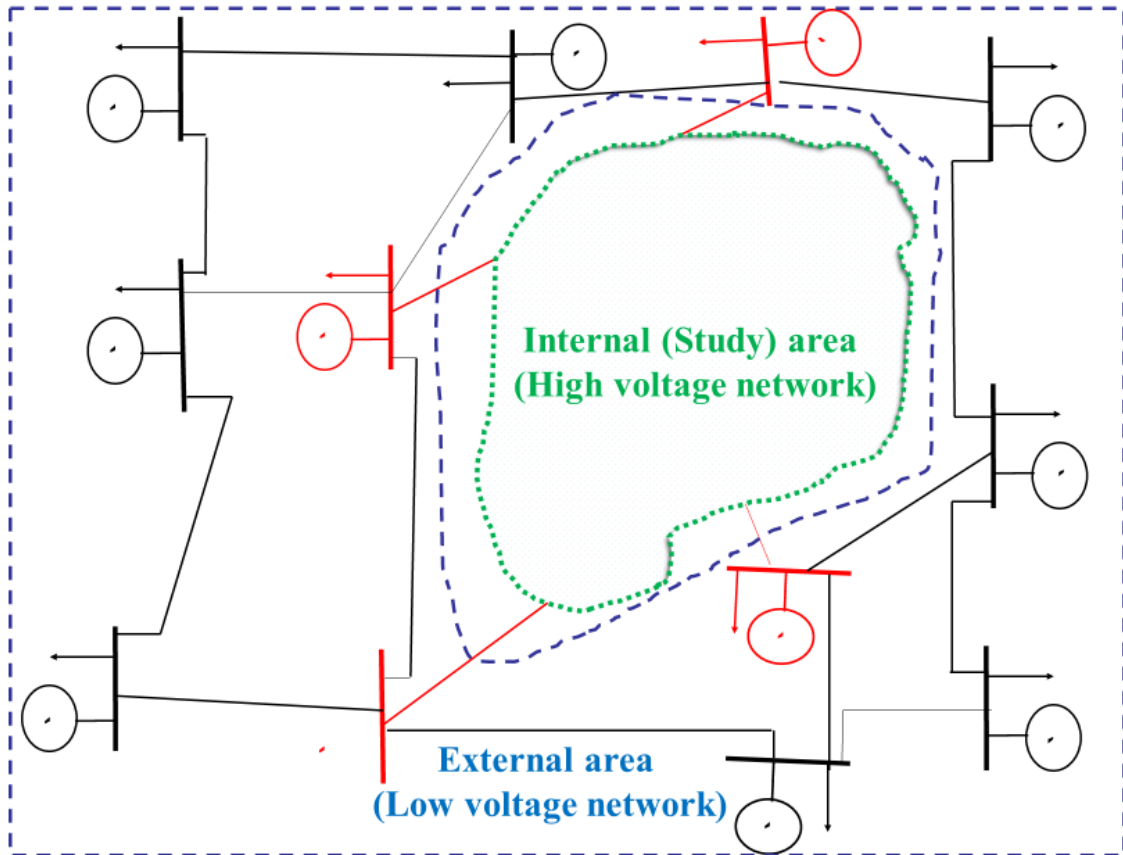 Internal (Study) area
(High voltage network)
External area
(Low voltage network)